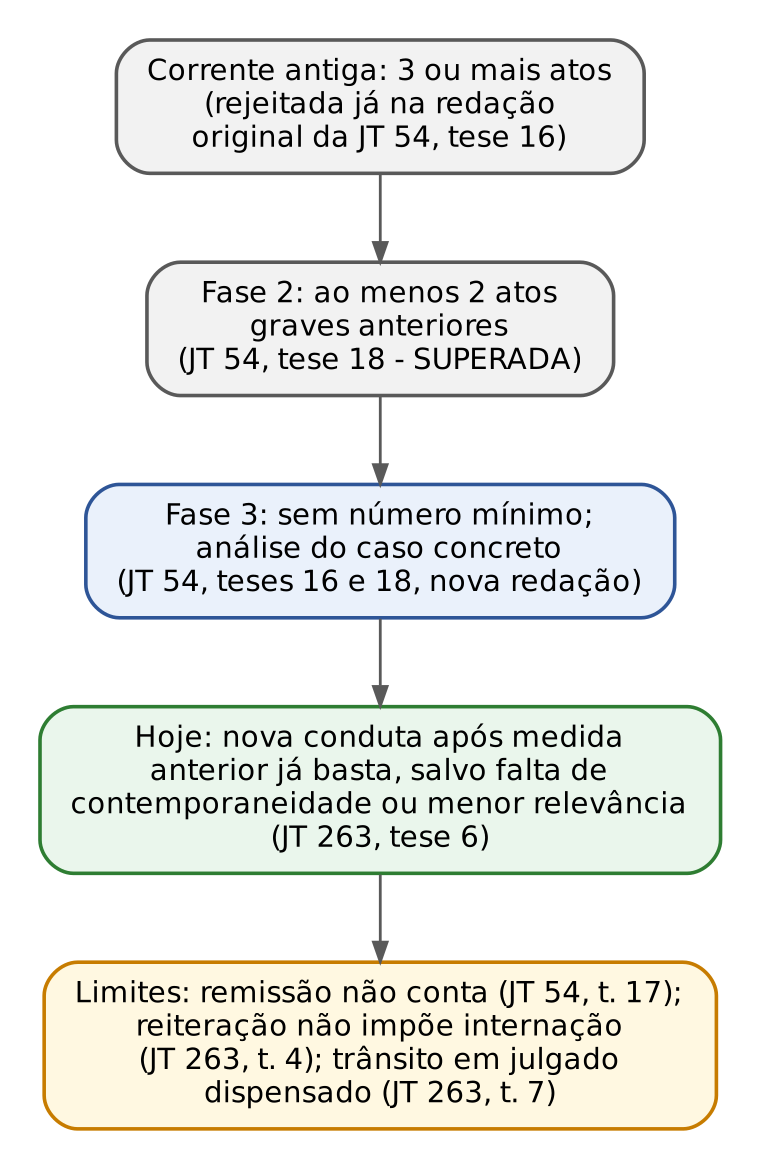 Corrente antiga: 3 ou mais atos
(rejeitada já na redação
original da JT 54, tese 16)
Fase 2: ao menos 2 atos
graves anteriores
(JT 54, tese 18 - SUPERADA)
Fase 3: sem número mínimo;
análise do caso concreto
(JT 54, teses 16 e 18, nova redação)
Hoje: nova conduta após medida
anterior já basta, salvo falta de
contemporaneidade ou menor relevância
(JT 263, tese 6)
Limites: remissão não conta (JT 54, t. 17);
reiteração não impõe internação
(JT 263, t. 4); trânsito em julgado
dispensado (JT 263, t. 7)